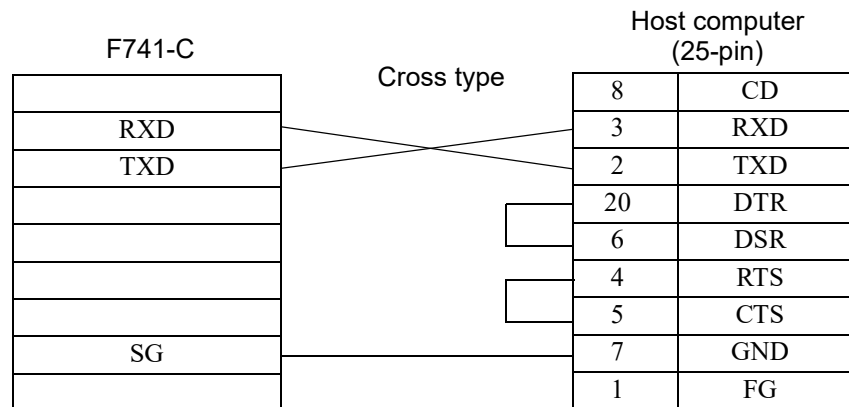 Host computer
(25-pin)
F741-C
Cross type
8 CD
RXD 3 RXD
TXD 2 TXD
20 DTR
6 DSR
4 RTS
5 CTS
SG 7 GND
1 FG